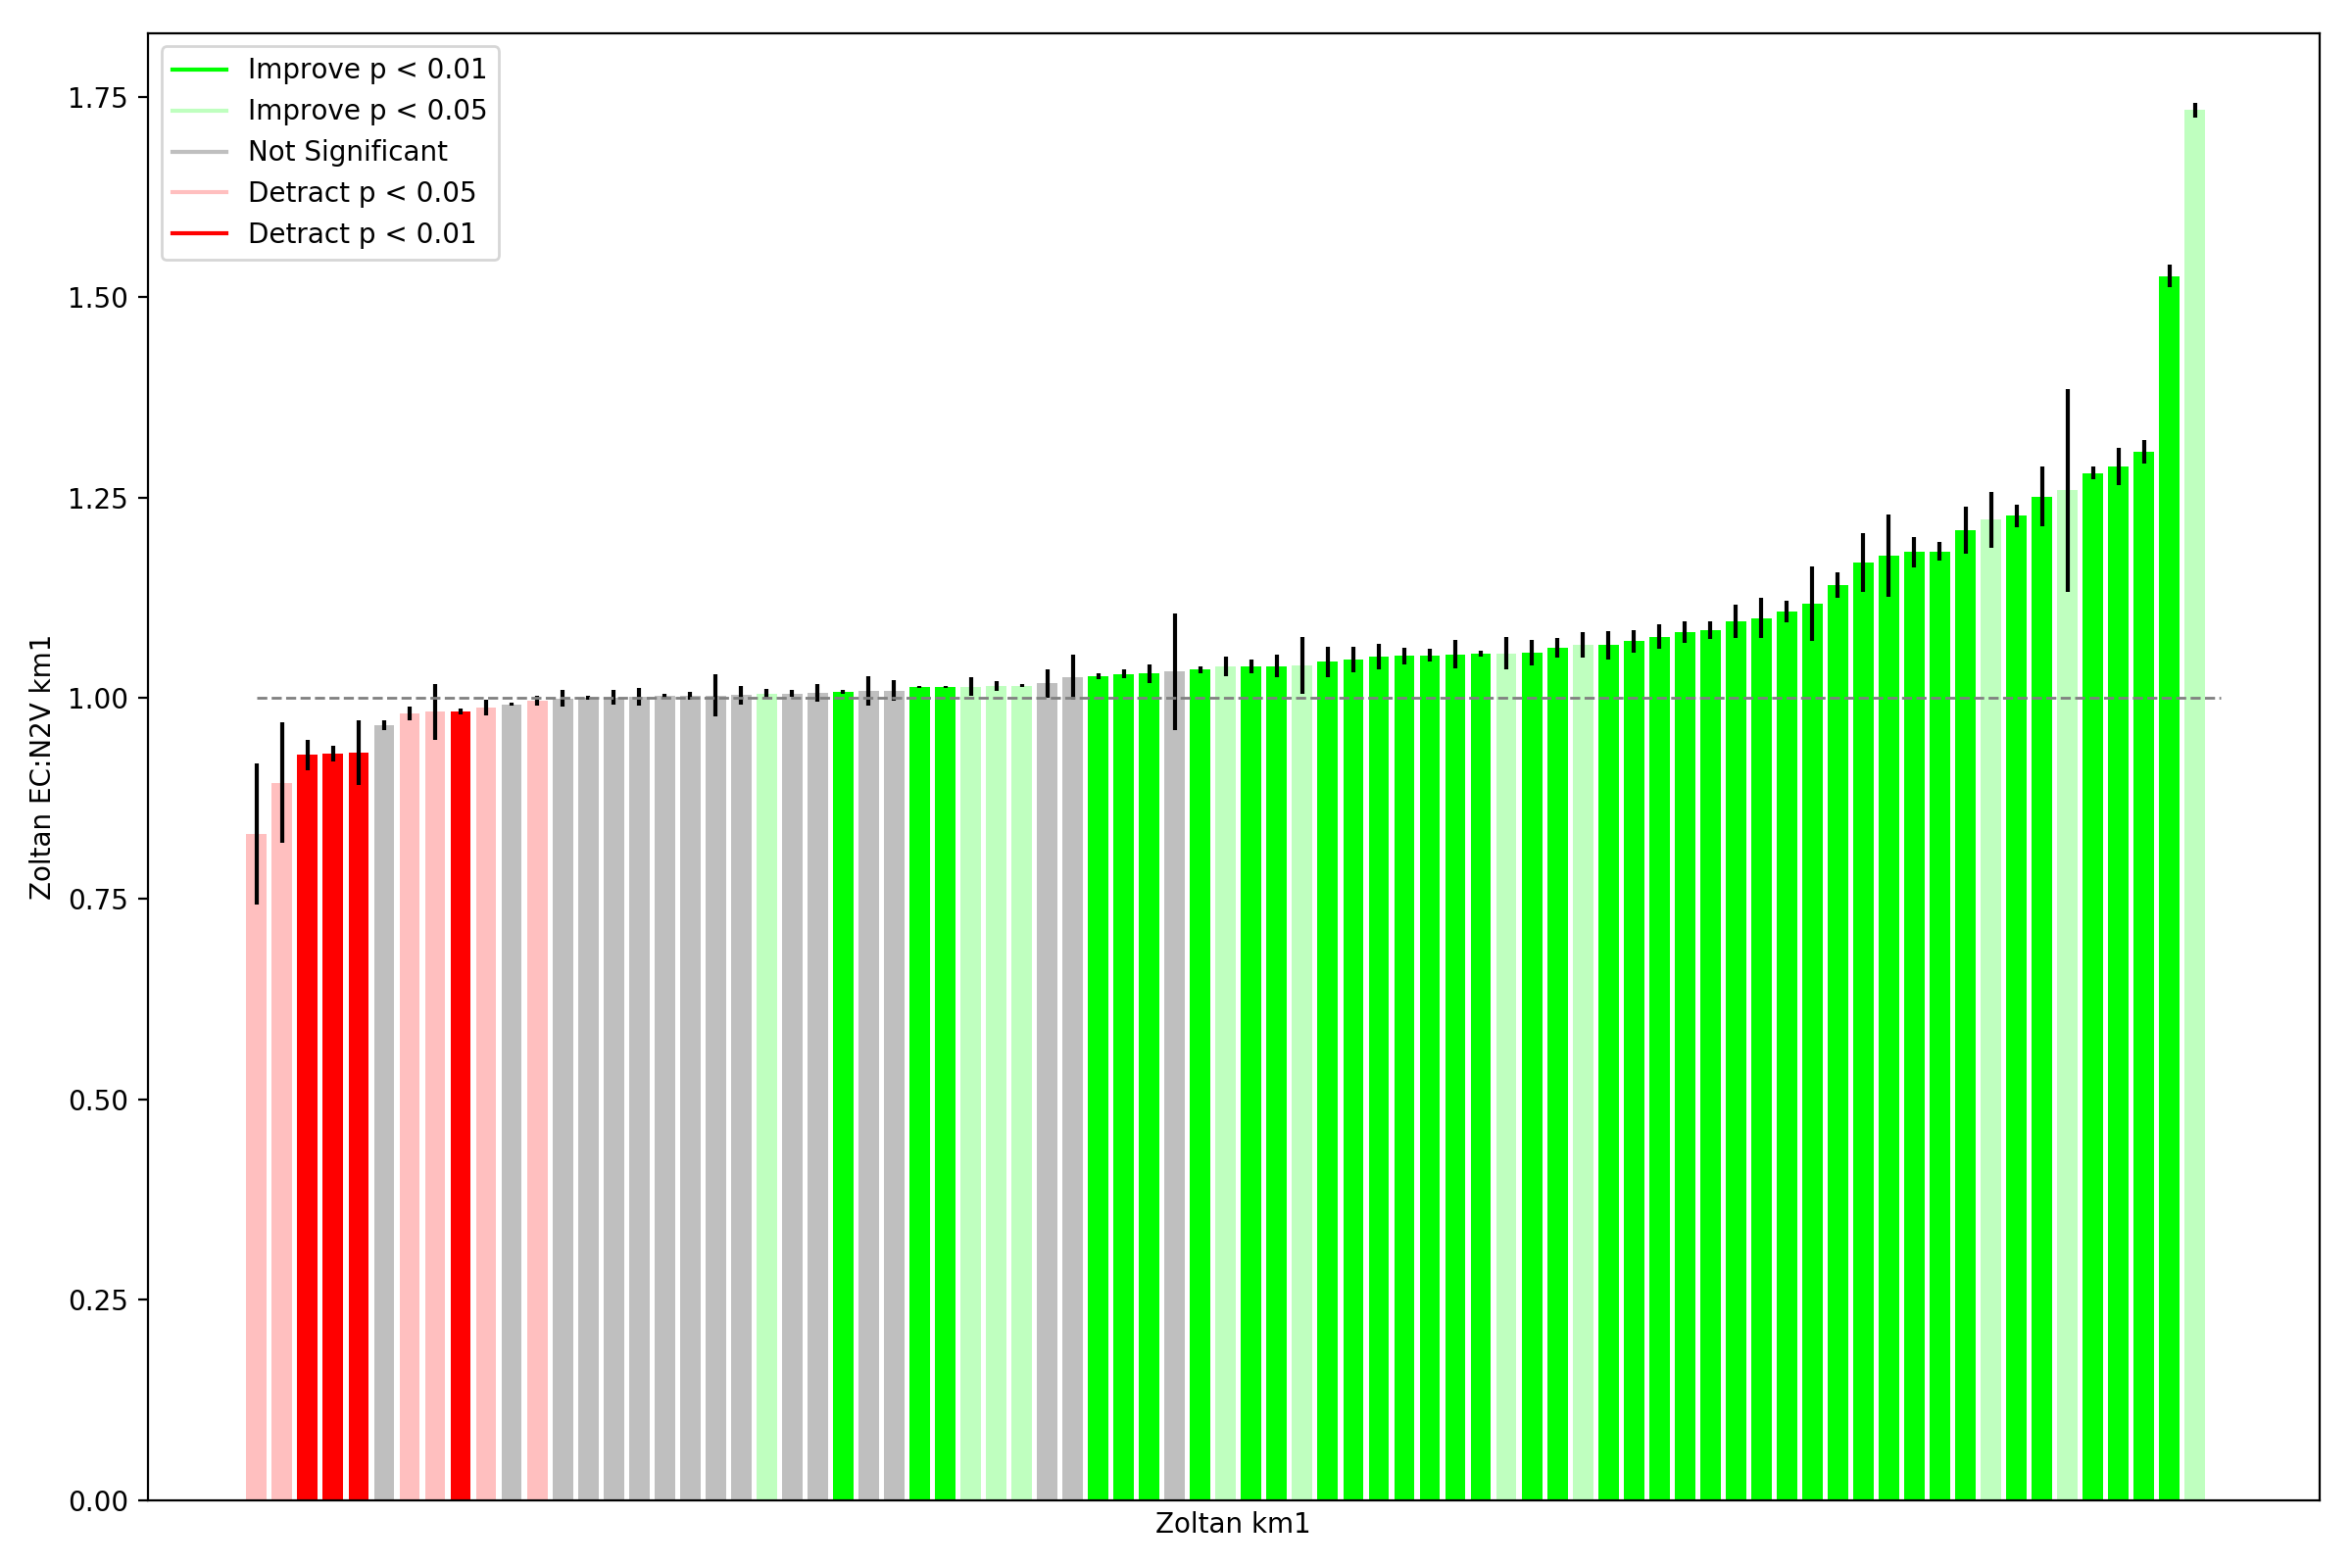 Improve p < 0.01
Improve p < 0.05
Not Significant
Detract p < 0.05
Detract p < 0.01
1.75
1.50
1.25
1.00
0.75
0.50
0.25
0.00
Zoltan EC:N2V km1
Zoltan km1